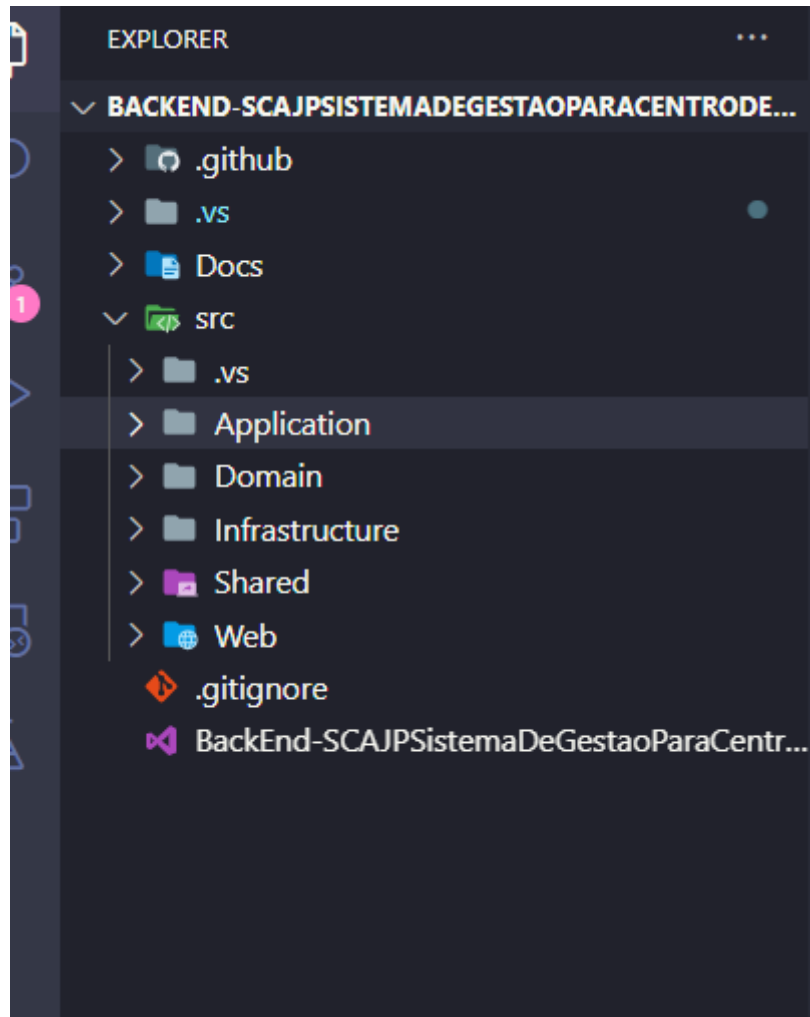 EXPLORER ...
BACKEND-SCAJPSISTEMADEGESTAOPARACENTRODE...
.github
.vs
Docs
1
src
.vs
Application
Domain
Infrastructure
Shared
Web
.gitignore
BackEnd-SCAJPSistemaDeGestaoParaCentr...